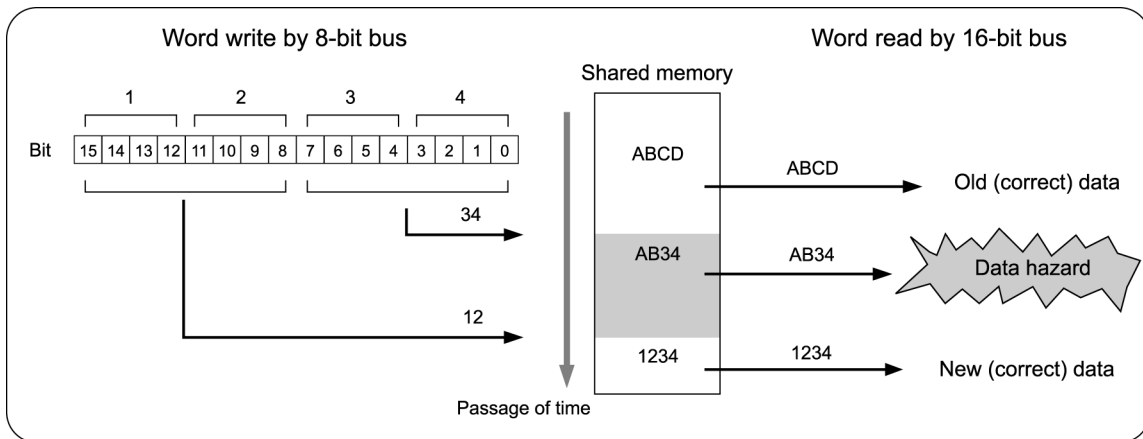 Word write by 8-bit bus
Word read by 16-bit bus
Shared memory
1 2 3 4
Bit 15 14 13 12 11 10 9 8 7 6 5 4 3 2 1 0
ABCD
ABCD
Old (correct) data
34
AB34
AB34
Data hazard
12
1234
1234
New (correct) data
Passage of time